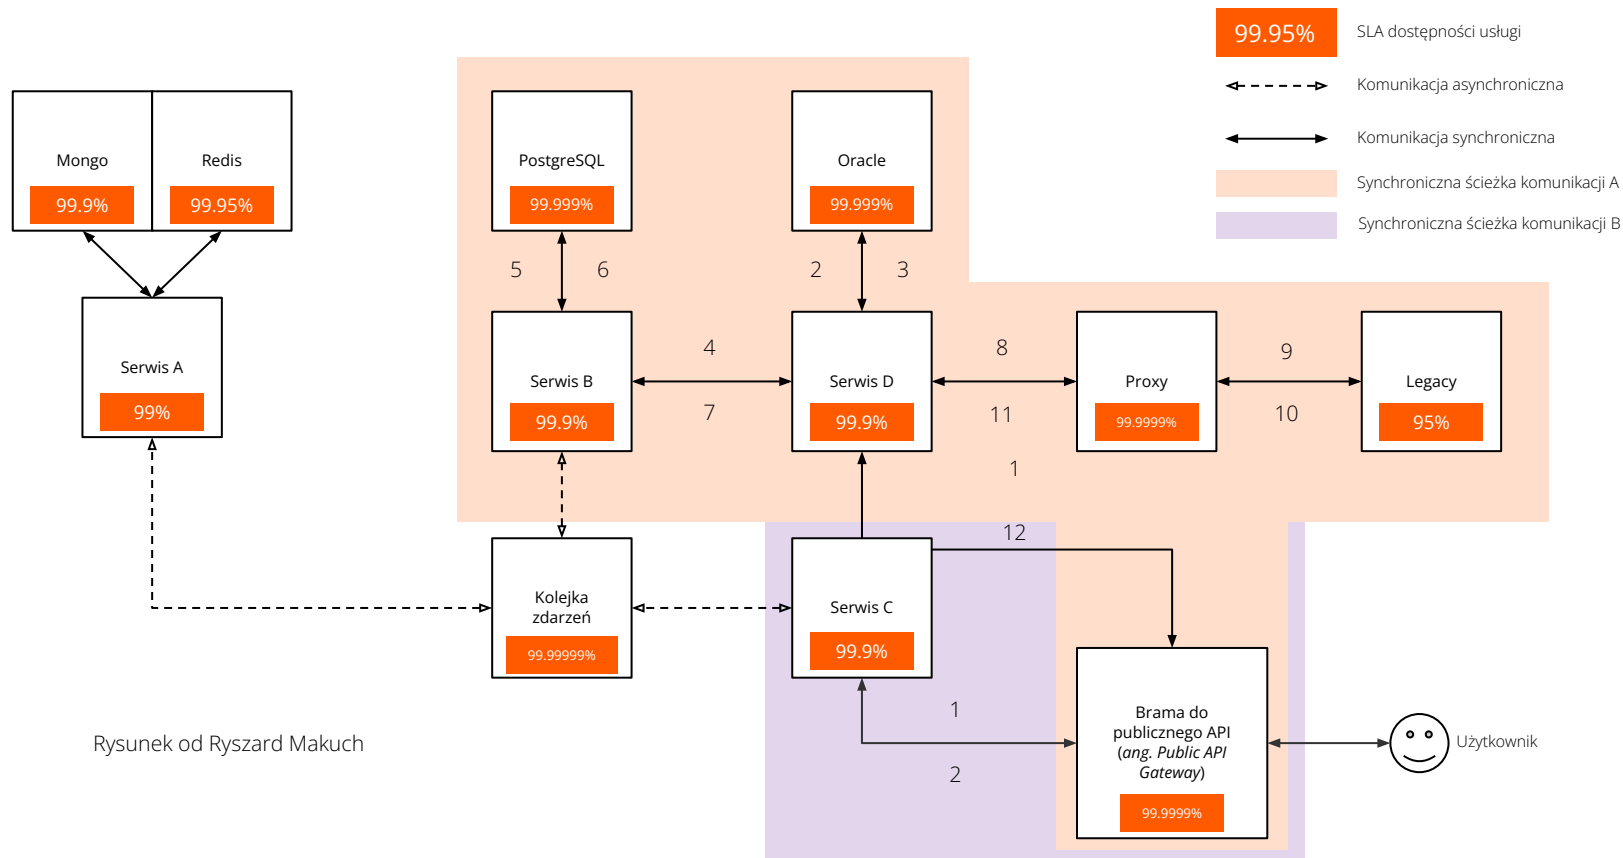 99.95%
SLA dostępności usługi
Komunikacja asynchroniczna
Komunikacja synchroniczna
Synchroniczna ścieżka komunikacji A
Synchroniczna ścieżka komunikacji B
Mongo
99.9%
Redis
99.95%
PostgreSQL
99.999%
Oracle
99.999%
5
6
2
3
Serwis A
99%
Serwis B
99.9%
4
7
Serwis D
99.9%
8
11
Proxy
99.9999%
9
10
Legacy
95%
1
12
Kolejka
zdarzeń
99.99999%
Serwis C
99.9%
1
2
Brama do
publicznego API
(ang. Public API
Gateway)
99.9999%
Użytkownik
Rysunek od Ryszard Makuch